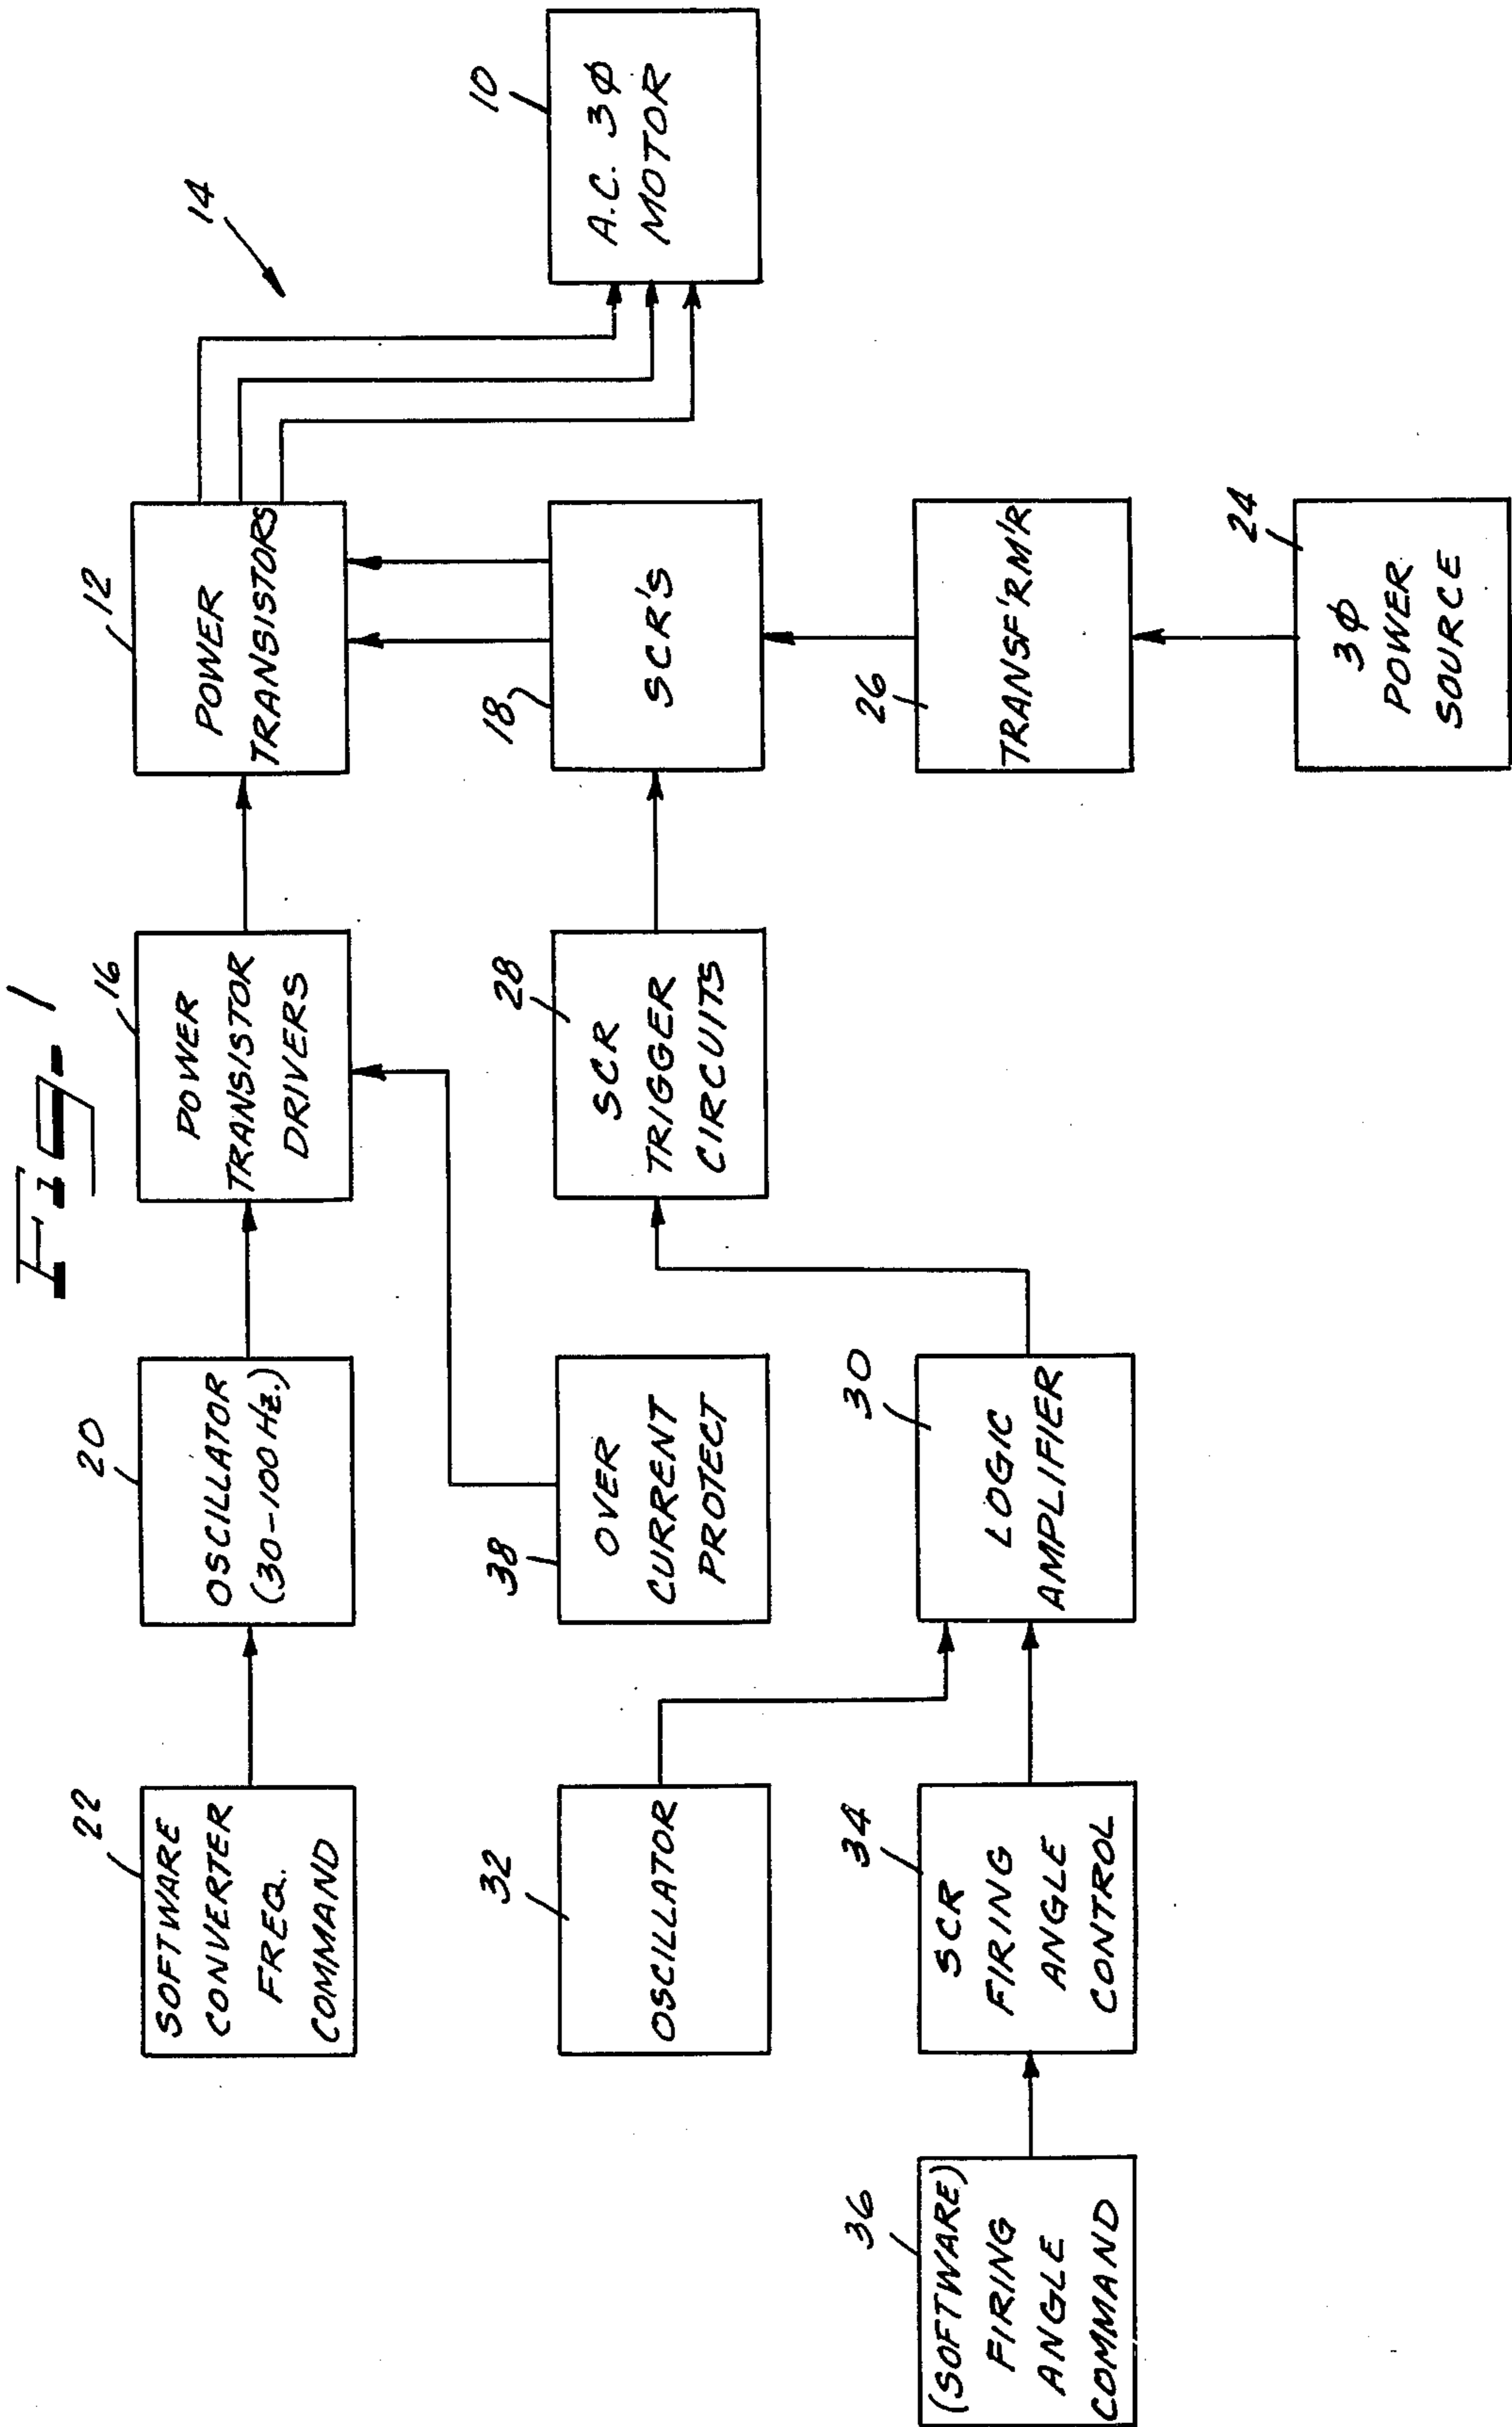 Fig-1
22
SOFTWARE
CONVERTER
FREQ.
COMMAND
20
OSCILLATOR
(30-100 Hz.)
16
POWER
TRANSISTOR
DRIVERS
12
POWER
TRANSISTORS
14
10
A.C. 3Ø
MOTOR
32
OSCILLATOR
38
OVER
CURRENT
PROTECT
28
SCR
TRIGGER
CIRCUITS
18
SCR'S
36
(SOFTWARE)
FIRING
ANGLE
COMMAND
34
SCR
FIRING
ANGLE
CONTROL
30
LOGIC
AMPLIFIER
26
TRANSF'RM'R
24
3Ø
POWER
SOURCE